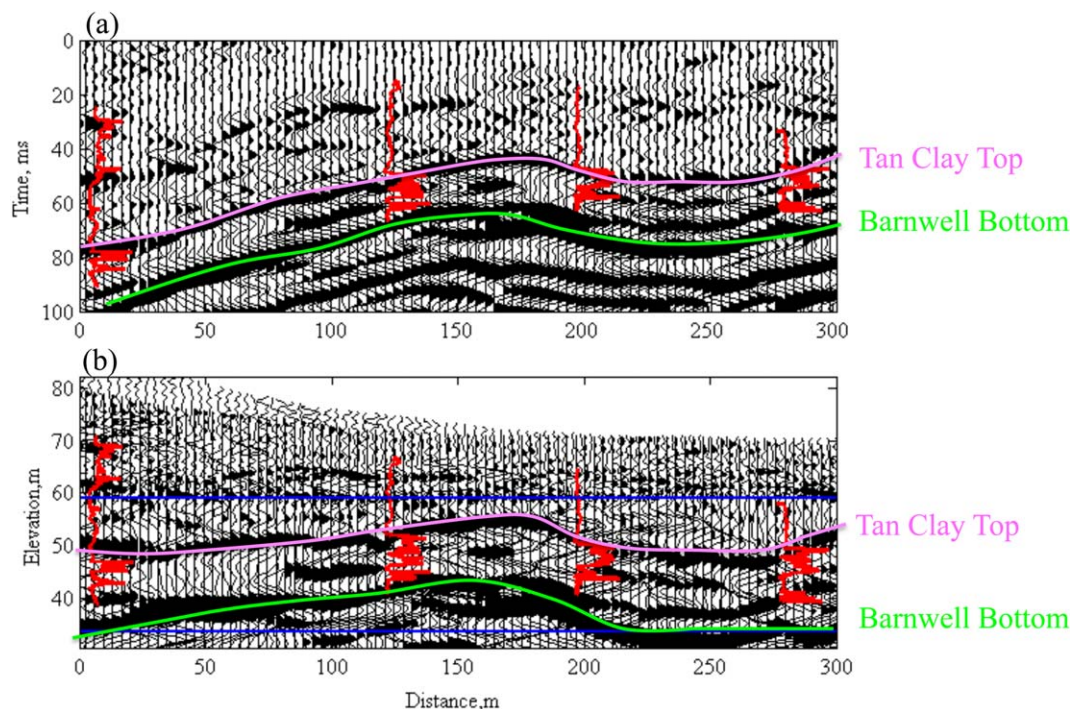 (a)
0
20
40
60
80
100
Time, ms
Tan Clay Top
Barnwell Bottom
0 50 100 150 200 250 300
(b)
80
70
60
50
40
Elevation,m
Tan Clay Top
Barnwell Bottom
0 50 100 150 200 250 300
Distance,m